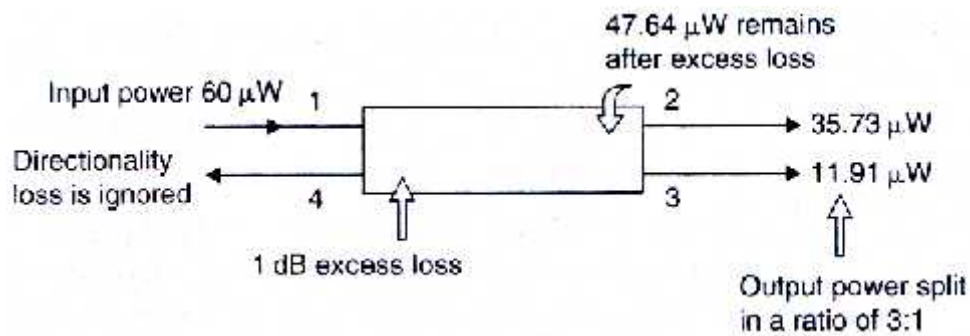 47.64 µW remains
after excess loss
Input power 60 µW
1
2
35.73 µW
Directionality
loss is ignored
4
3
11.91 µW
1 dB excess loss
Output power split
in a ratio of 3:1